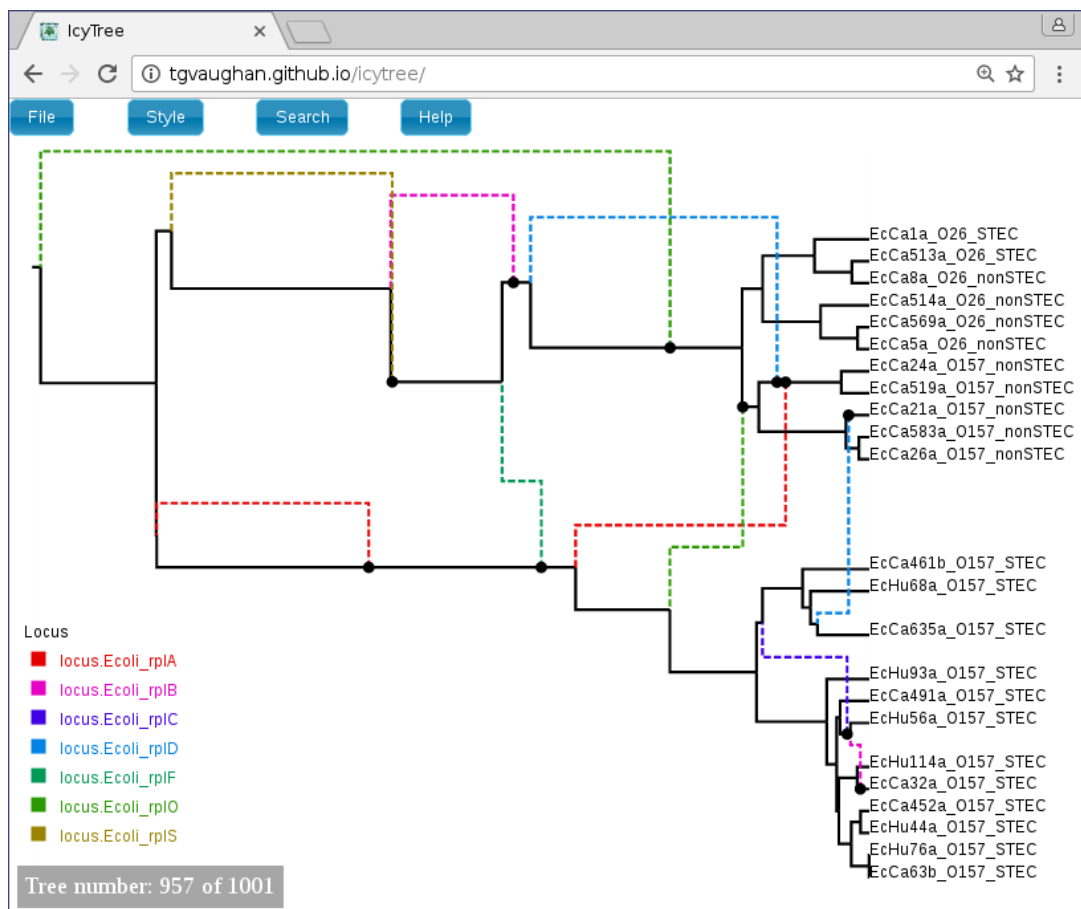 IcyTree
tgvaughan.github.io/icytree/
File Style Search Help
EcCa1a_O26_STEC
EcCa513a_O26_STEC
EcCa8a_O26_nonSTEC
EcCa514a_O26_nonSTEC
EcCa569a_O26_nonSTEC
EcCa5a_O26_nonSTEC
EcCa24a_O157_nonSTEC
EcCa519a_O157_nonSTEC
EcCa21a_O157_nonSTEC
EcCa583a_O157_nonSTEC
EcCa26a_O157_nonSTEC
EcCa461b_O157_STEC
EcHu68a_O157_STEC
EcCa635a_O157_STEC
EcHu93a_O157_STEC
EcCa491a_O157_STEC
EcHu56a_O157_STEC
EcHu114a_O157_STEC
EcCa32a_O157_STEC
EcCa452a_O157_STEC
EcHu44a_O157_STEC
EcHu76a_O157_STEC
EcCa63b_O157_STEC
Locus
locus.Ecoli_rplA
locus.Ecoli_rplB
locus.Ecoli_rplC
locus.Ecoli_rplD
locus.Ecoli_rplF
locus.Ecoli_rplO
locus.Ecoli_rplS
Tree number: 957 of 1001